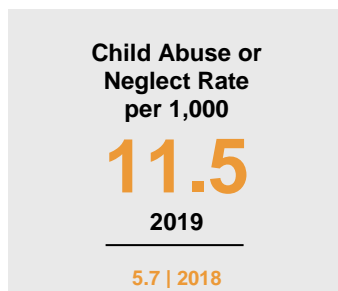 Child Abuse or
Neglect Rate
per 1,000
11.5
2019
5.7 | 2018